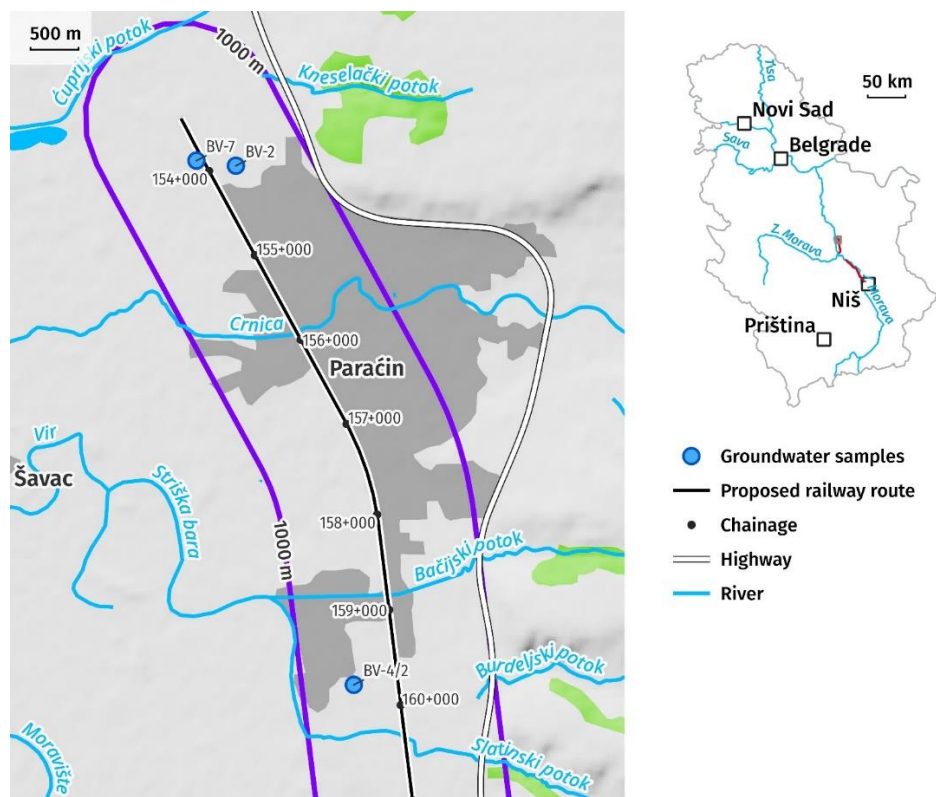 500 m
Ćuprijski potok
1000 m
Kneselački potok
BV-7
BV-2
154+000
155+000
Crnica
156+000
Paraćin
157+000
Vir
Šavac
Striška bara
158+000
1000 m
Bačijski potok
159+000
BV-4/2
Burdeljski potok
160+000
Slatinski potok
Moravište
50 km
Tisa
Novi Sad
Sava
Belgrade
Z. Morava
Niš
J. Morava
Priština
Groundwater samples
Proposed railway route
Chainage
Highway
River